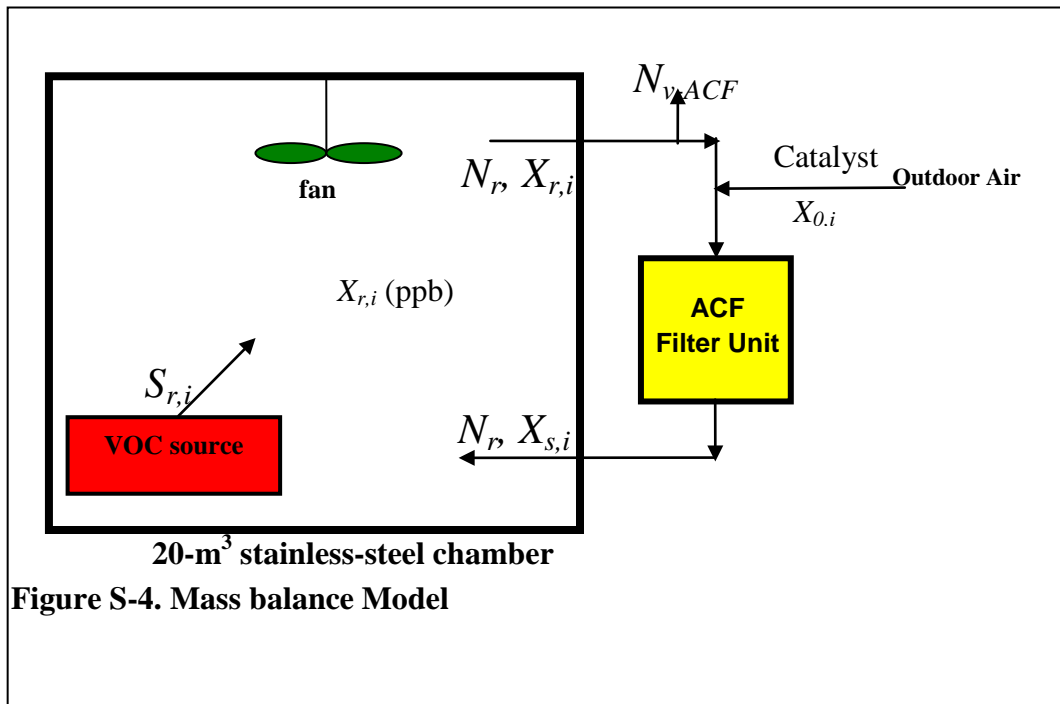 N_{v-ACF}
Catalyst
Outdoor Air
X_{0.i}
fan
N_r, X_{r,i}
X_{r,i} (ppb)
ACF
Filter Unit
S_{r,i}
VOC source
N_r, X_{s,i}
20-m³ stainless-steel chamber
Figure S-4. Mass balance Model